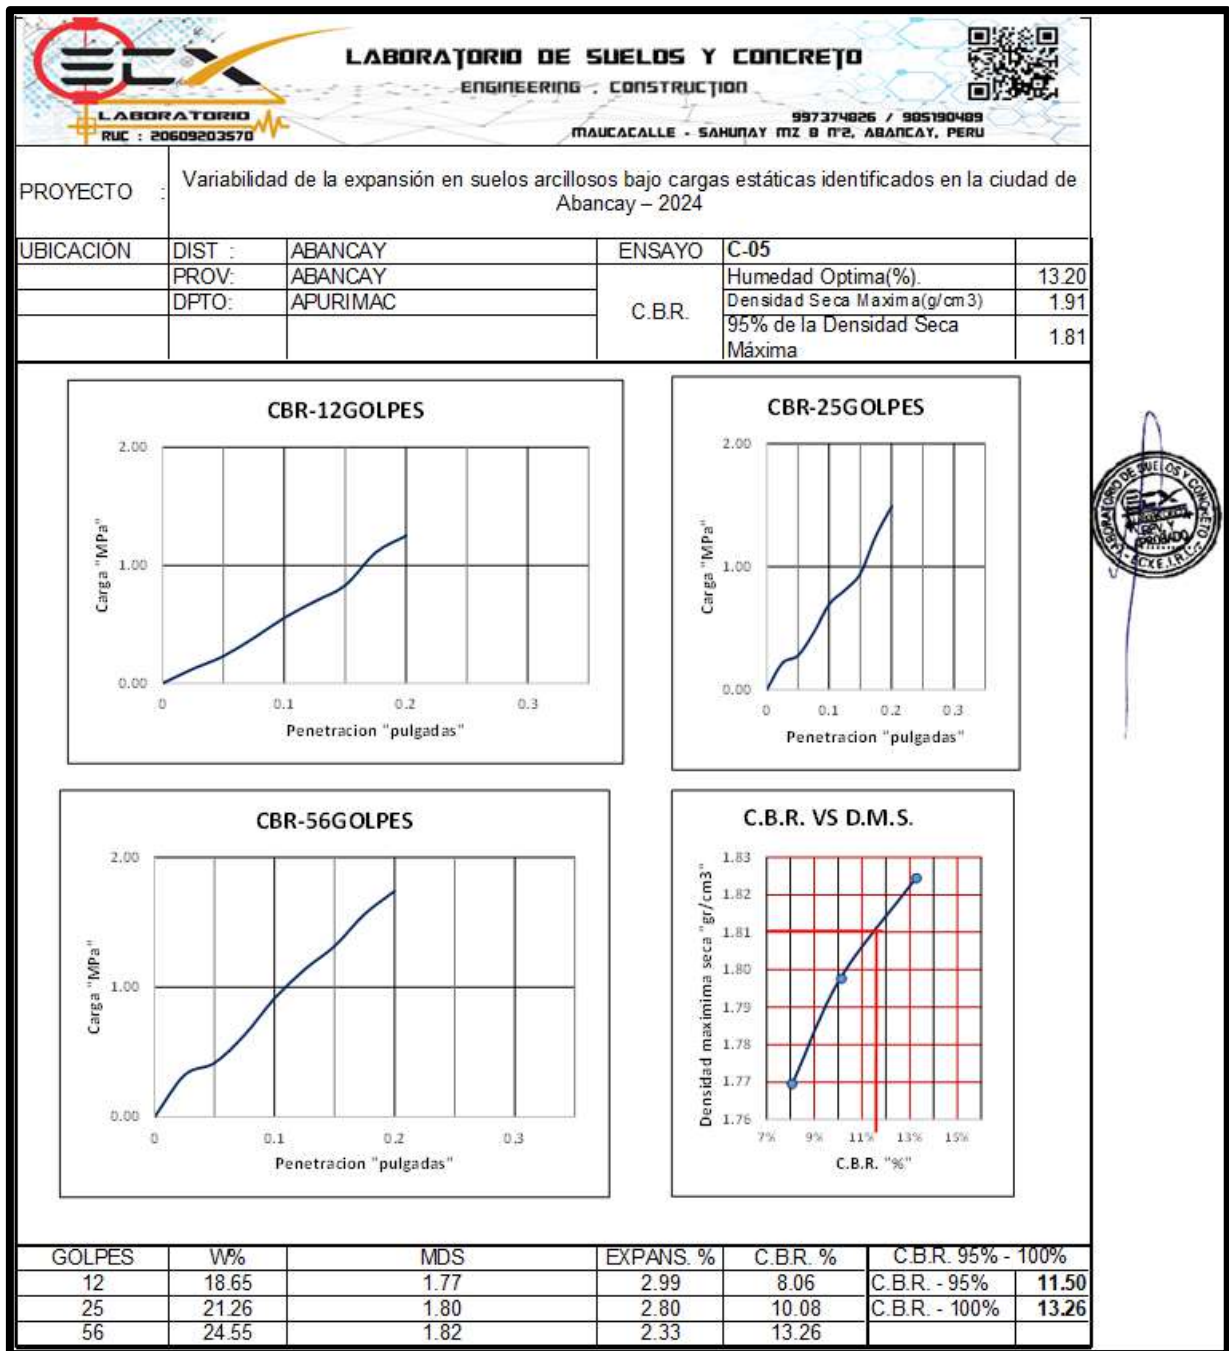 ECX
LABORATORIO
RUC : 20609203570
LABORATORIO DE SUELOS Y CONCRETO
ENGINEERING , CONSTRUCTION
997374826 / 985190489
MAUCACALLE - SAHUNAY MZ B N°2, ABANCAY, PERU
PROYECTO :
Variabilidad de la expansión en suelos arcillosos bajo cargas estáticas identificados en la ciudad de
Abancay – 2024
UBICACIÓN DIST : ABANCAY ENSAYO C-05
PROV: ABANCAY Humedad Optima(%). 13.20
DPTO: APURIMAC C.B.R. Densidad Seca Maxima(g/cm3) 1.91
95% de la Densidad Seca
Máxima 1.81
CBR-12GOLPES
Carga "MPa"
2.00
1.00
0.00
0 0.1 0.2 0.3
Penetracion "pulgadas"
CBR-25GOLPES
Carga "MPa"
2.00
1.00
0.00
0 0.1 0.2 0.3
Penetracion "pulgadas"
LABORATORIO DE SUELOS Y CONCRETO
REV. Y
APROBADO
- ECX E.I.R.L -
CBR-56GOLPES
Carga "MPa"
2.00
1.00
0.00
0 0.1 0.2 0.3
Penetracion "pulgadas"
C.B.R. VS D.M.S.
Densidad maximima seca "gr/cm3"
1.83
1.82
1.81
1.80
1.79
1.78
1.77
1.76
7% 9% 11% 13% 15%
C.B.R. "%"
GOLPES W% MDS EXPANS. % C.B.R. % C.B.R. 95% - 100%
12 18.65 1.77 2.99 8.06 C.B.R. - 95% 11.50
25 21.26 1.80 2.80 10.08 C.B.R. - 100% 13.26
56 24.55 1.82 2.33 13.26